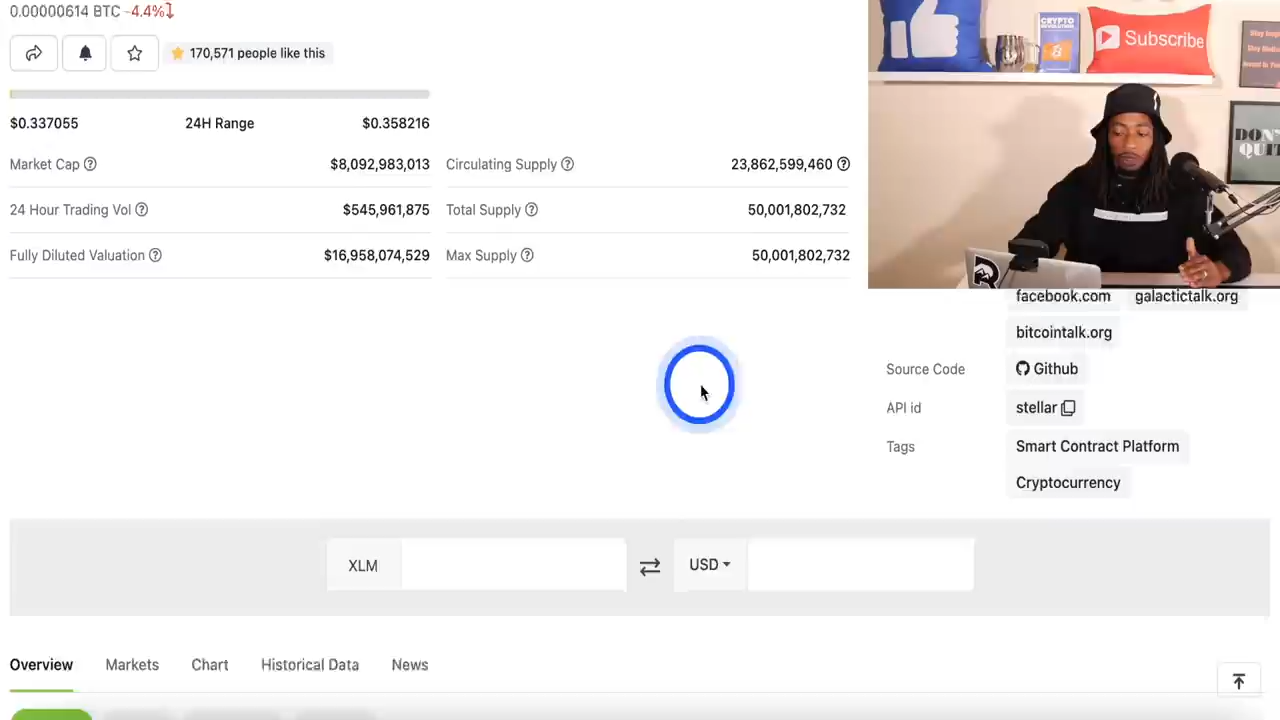 0.00000614 BTC -4.4%
170,571 people like this
$0.337055 24H Range $0.358216
Market Cap $8,092,983,013
Circulating Supply 23,862,599,460
24 Hour Trading Vol $545,961,875
Total Supply 50,001,802,732
Fully Diluted Valuation $16,958,074,529
Max Supply 50,001,802,732
CRYPTO
REVOLUTION
Subscribe
DON'T
QUIT
facebook.com galactictalk.org
bitcointalk.org
Source Code Github
API id stellar
Tags Smart Contract Platform
Cryptocurrency
XLM USD
Overview Markets Chart Historical Data News